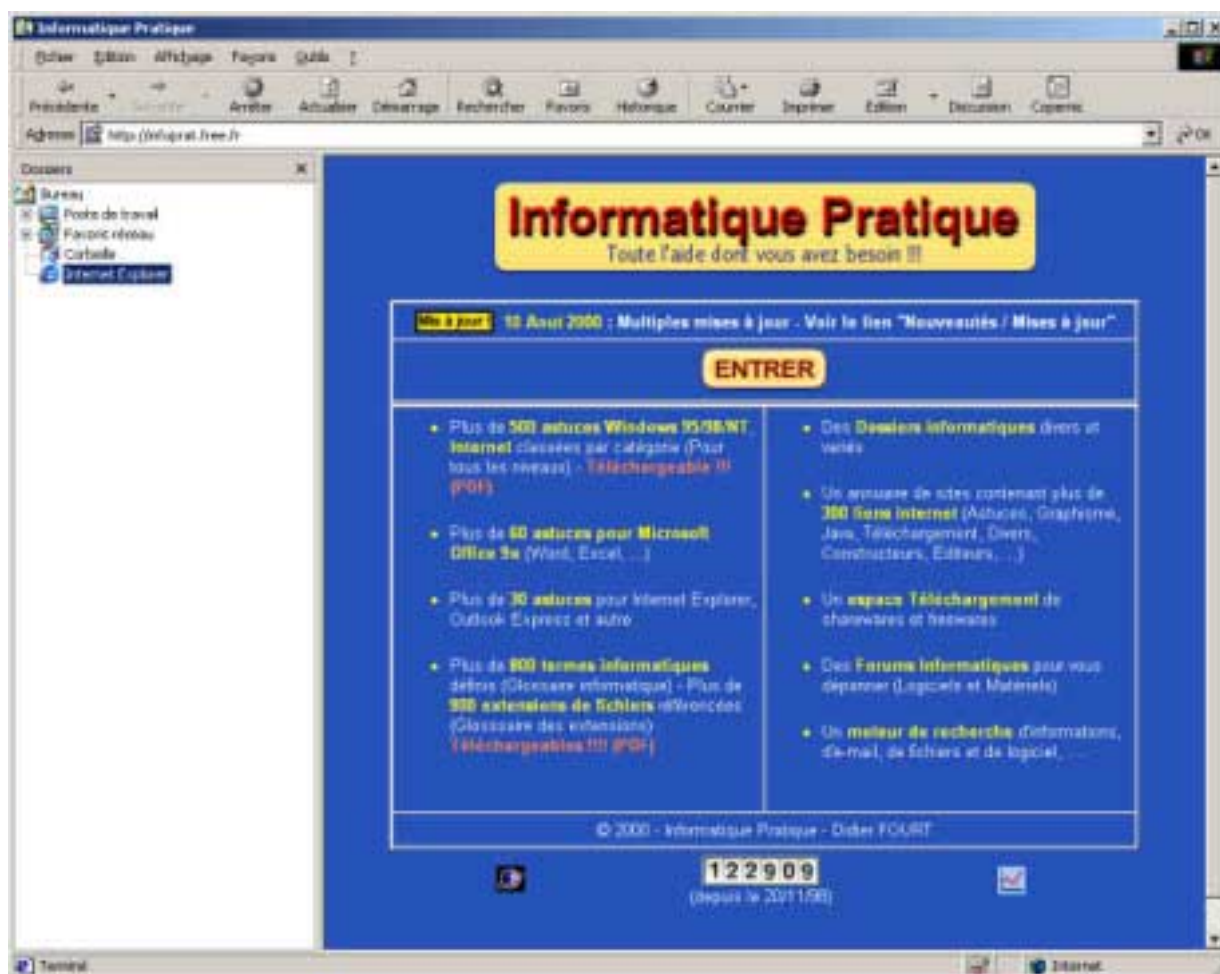 Informatique Pratique
Fichier Edition Affichage Favoris Outils ?
Précédente Suivante Arrêter Actualiser Démarrage Rechercher Favoris Historique Courrier Imprimer Edition Discussion Copernic
Adresse http://infoprat.free.fr OK
Dossiers
Bureau
Poste de travail
Favoris réseau
Corbeille
Internet Explorer
Informatique Pratique
Toute l'aide dont vous avez besoin !!!
Mis à jour ! 10 Aout 2000 : Multiples mises à jour - Voir le lien "Nouveautés / Mises à jour"
ENTRER
Plus de 500 astuces Windows 95/98/NT,
Internet classées par catégorie (Pour
tous les niveaux) - Téléchargeable !!!
(PDF)
Plus de 60 astuces pour Microsoft
Office 9x (Word, Excel, ...)
Plus de 30 astuces pour Internet Explorer,
Outlook Express et autre
Plus de 800 termes informatiques
définis (Glossaire informatique) - Plus de
900 extensions de fichiers référencées
(Glosssaire des extensions)
Téléchargeables !!!! (PDF)
Des Dossiers informatiques divers et
variés
Un annuaire de sites contenant plus de
300 liens internet (Astuces, Graphisme,
Java, Téléchargement, Divers,
Constructeurs, Editeurs, ...)
Un espace Téléchargement de
sharewares et freewares
Des Forums Informatiques pour vous
dépanner (Logiciels et Matériels)
Un moteur de recherche d'informations,
d'e-mail, de fichiers et de logiciel,
© 2000 - Informatique Pratique - Didier FOURT
122909
(depuis le 20/11/98)
Terminé Internet